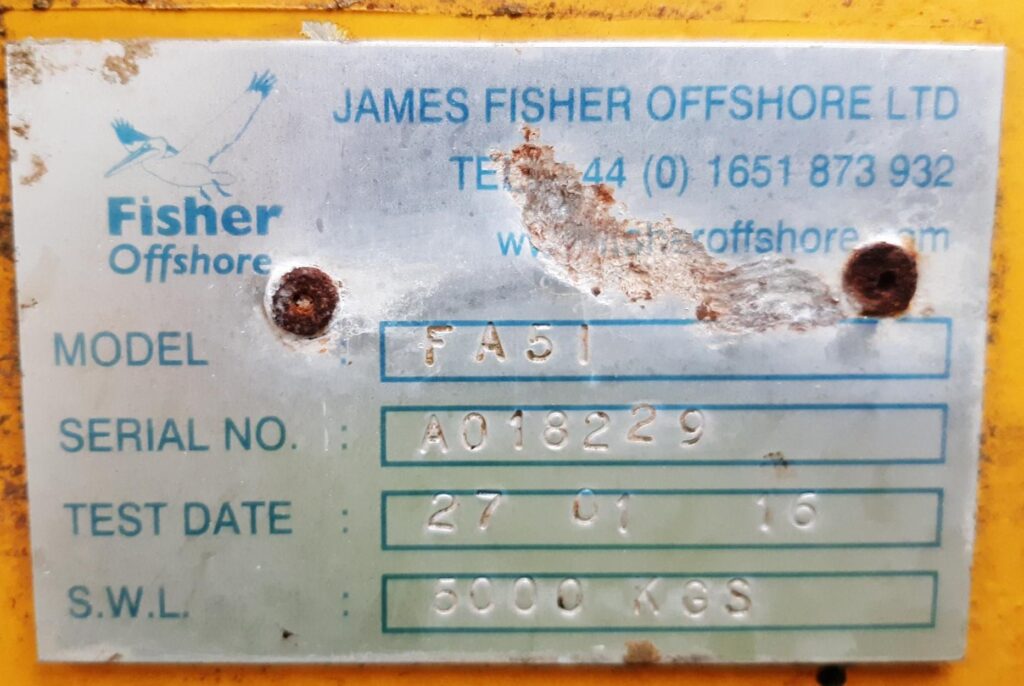 JAMES FISHER OFFSHORE LTD
44 (0) 1651 873 932
Fisher
Offshore
MODEL : FA51
SERIAL NO. : A018229
TEST DATE : 27 01 16
S.W.L. : 5000 KGS